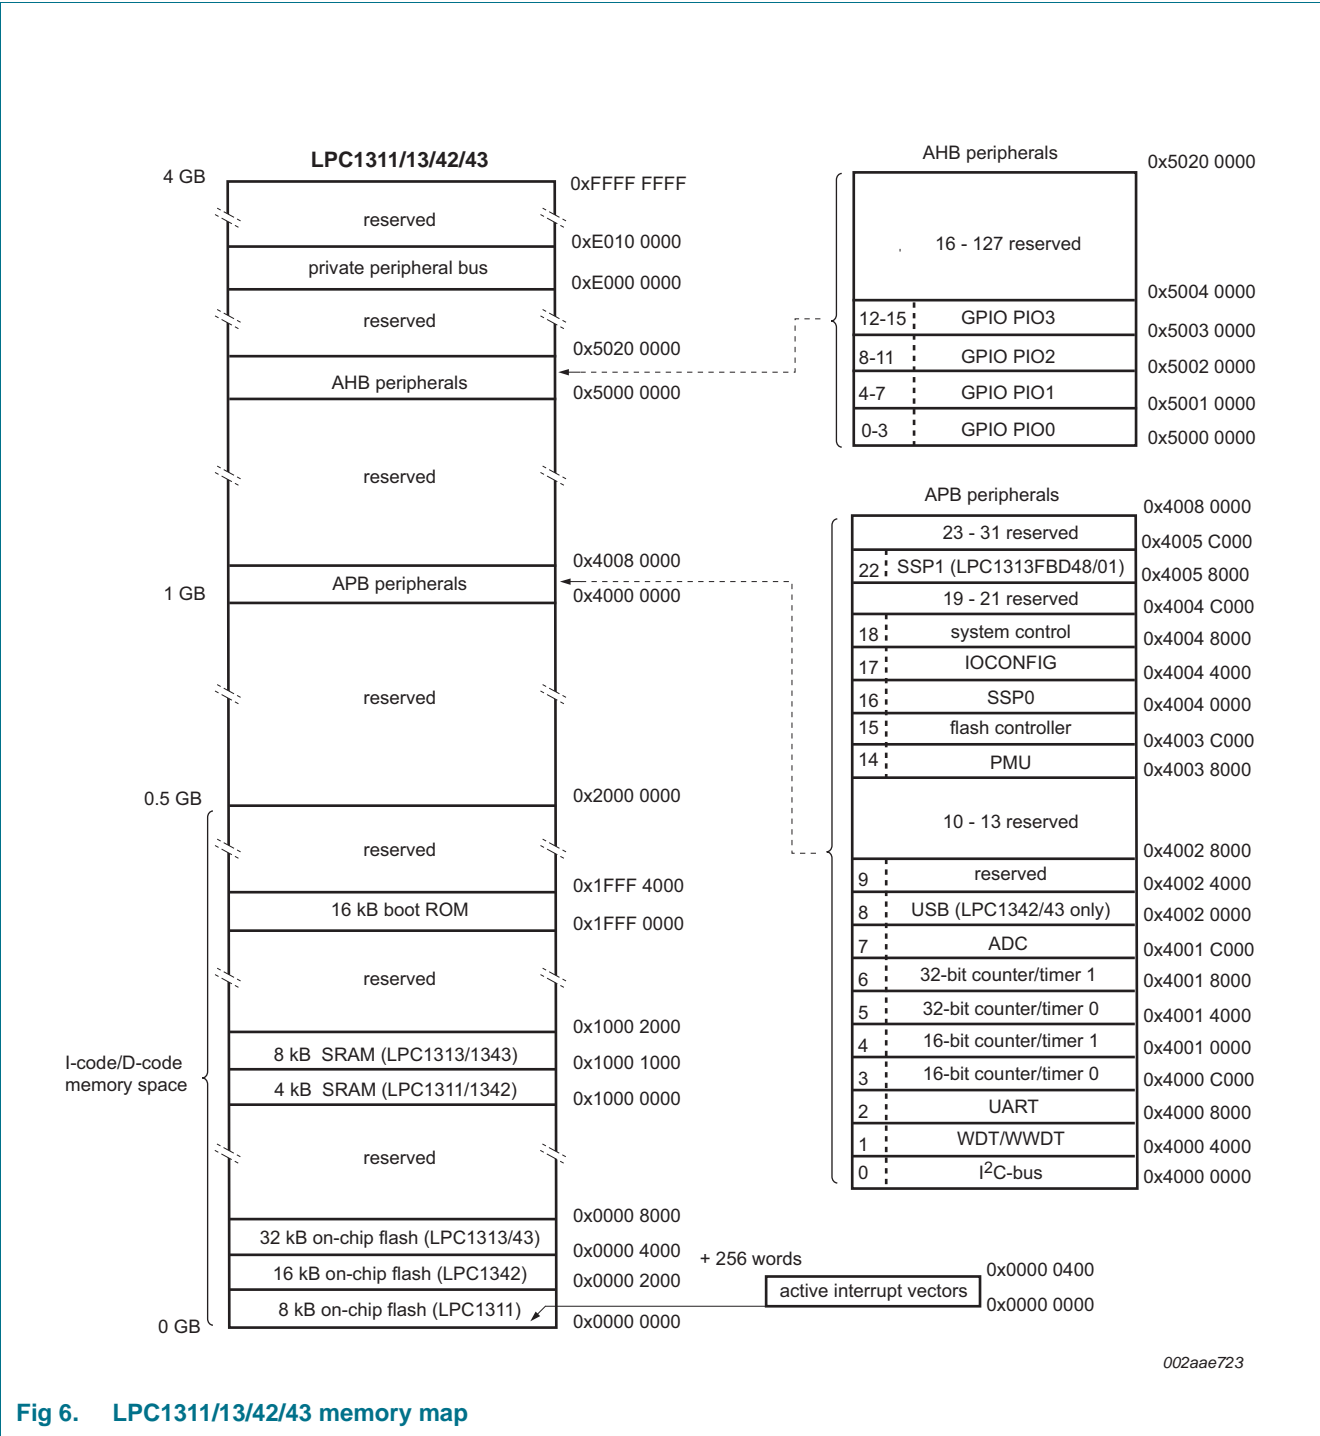 LPC1311/13/42/43
4 GB
0xFFFF FFFF
reserved
0xE010 0000
private peripheral bus
0xE000 0000
reserved
0x5020 0000
AHB peripherals
0x5000 0000
reserved
0x4008 0000
APB peripherals
1 GB
0x4000 0000
reserved
0.5 GB
0x2000 0000
reserved
0x1FFF 4000
16 kB boot ROM
0x1FFF 0000
reserved
0x1000 2000
8 kB SRAM (LPC1313/1343)
0x1000 1000
I-code/D-code
memory space
4 kB SRAM (LPC1311/1342)
0x1000 0000
reserved
0x0000 8000
32 kB on-chip flash (LPC1313/43)
0x0000 4000
16 kB on-chip flash (LPC1342)
0x0000 2000
8 kB on-chip flash (LPC1311)
0 GB
0x0000 0000
+ 256 words
0x0000 0400
active interrupt vectors
0x0000 0000
AHB peripherals
0x5020 0000
16 - 127 reserved
0x5004 0000
12-15 GPIO PIO3
0x5003 0000
8-11 GPIO PIO2
0x5002 0000
4-7 GPIO PIO1
0x5001 0000
0-3 GPIO PIO0
0x5000 0000
APB peripherals
0x4008 0000
23 - 31 reserved
0x4005 C000
22 SSP1 (LPC1313FBD48/01)
0x4005 8000
19 - 21 reserved
0x4004 C000
18 system control
0x4004 8000
17 IOCONFIG
0x4004 4000
16 SSP0
0x4004 0000
15 flash controller
0x4003 C000
14 PMU
0x4003 8000
10 - 13 reserved
0x4002 8000
9 reserved
0x4002 4000
8 USB (LPC1342/43 only)
0x4002 0000
7 ADC
0x4001 C000
6 32-bit counter/timer 1
0x4001 8000
5 32-bit counter/timer 0
0x4001 4000
4 16-bit counter/timer 1
0x4001 0000
3 16-bit counter/timer 0
0x4000 C000
2 UART
0x4000 8000
1 WDT/WWDT
0x4000 4000
0 I2C-bus
0x4000 0000
002aae723
Fig 6. LPC1311/13/42/43 memory map